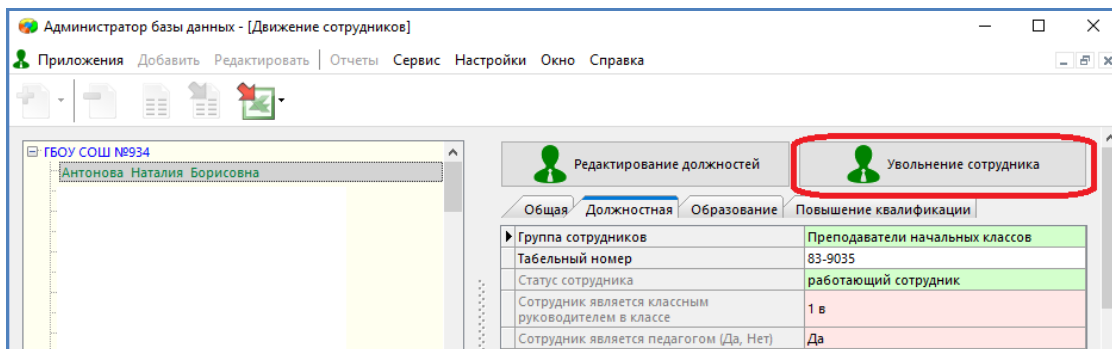 Администратор базы данных - [Движение сотрудников]
Приложения Добавить Редактировать Отчеты Сервис Настройки Окно Справка
ГБОУ СОШ №934
Антонова Наталия Борисовна
Редактирование должностей
Увольнение сотрудника
Общая Должностная Образование Повышение квалификации
Группа сотрудников Преподаватели начальных классов
Табельный номер 83-9035
Статус сотрудника работающий сотрудник
Сотрудник является классным
руководителем в классе 1 в
Сотрудник является педагогом (Да, Нет) Да